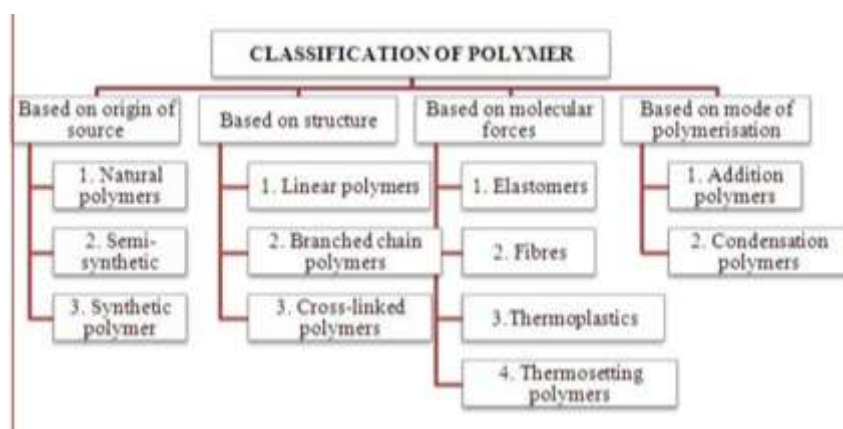 CLASSIFICATION OF POLYMER
Based on origin of
source
1. Natural
polymers
2. Semi-
synthetic
3. Synthetic
polymer
Based on structure
1. Linear polymers
2. Branched chain
polymers
3. Cross-linked
polymers
Based on molecular
forces
1. Elastomers
2. Fibres
3.Thermoplastics
4. Thermosetting
polymers
Based on mode of
polymerisation
1. Addition
polymers
2. Condensation
polymers